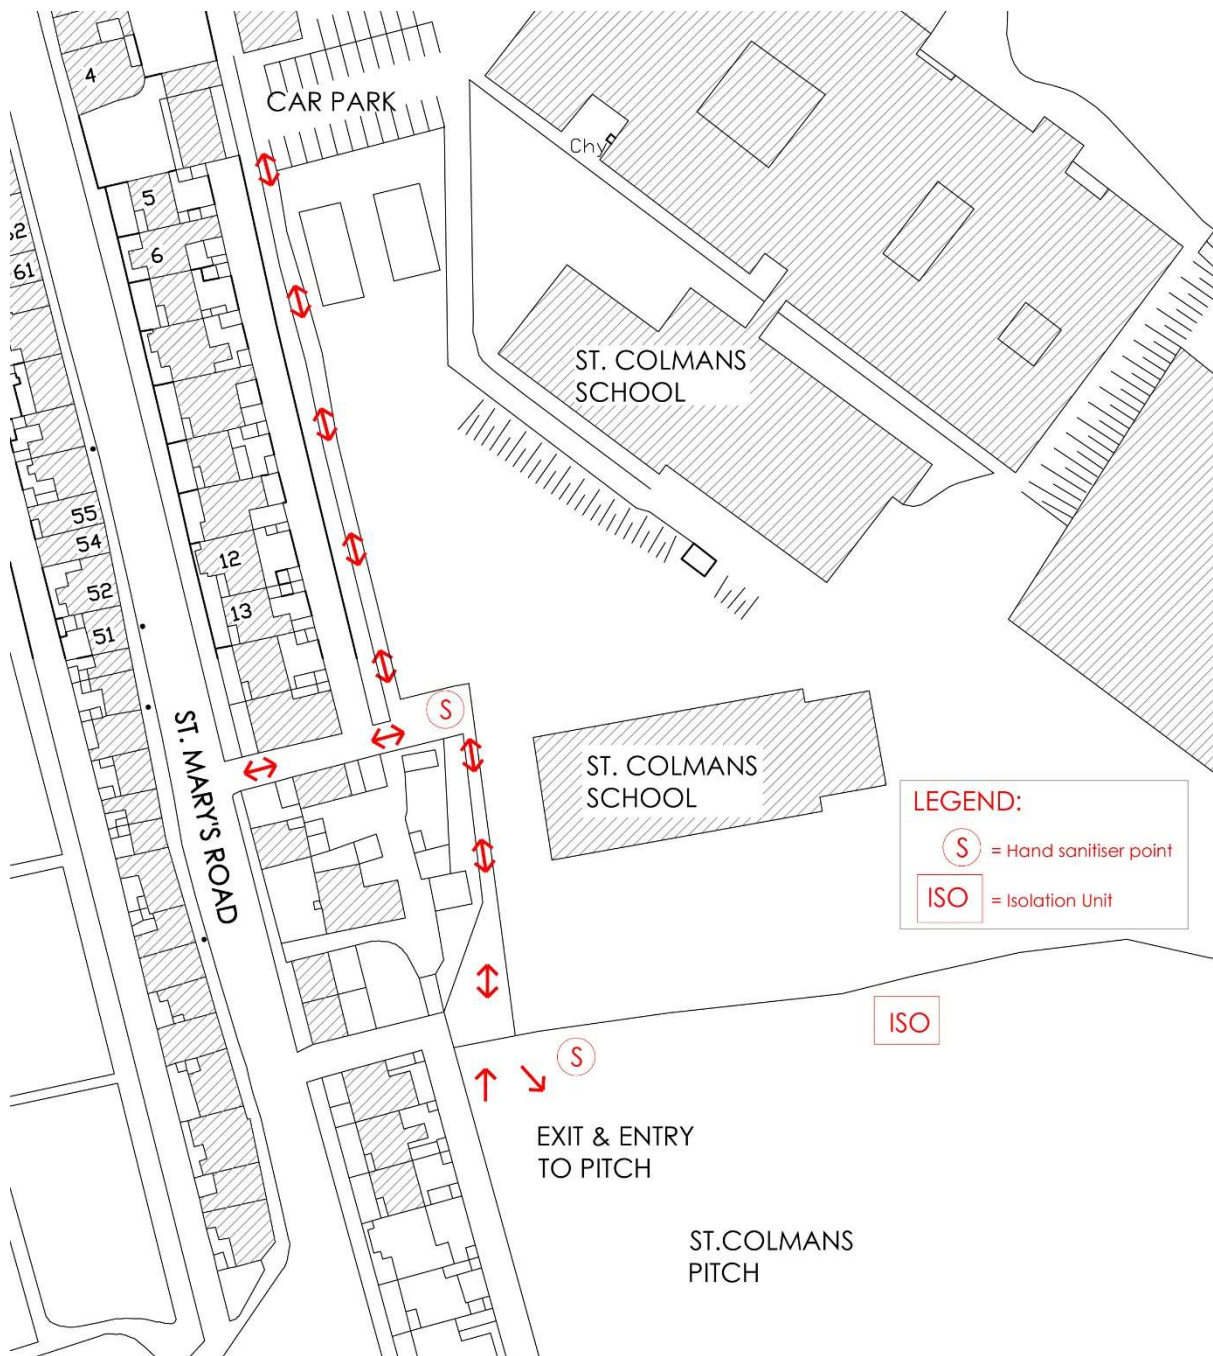 4
CAR PARK
Chy
5
62
6
61
ST. COLMANS
SCHOOL
55
54
12
52
13
51
S
ST. MARY'S ROAD
ST. COLMANS
SCHOOL
LEGEND:
S = Hand sanitiser point
ISO = Isolation Unit
ISO
S
EXIT & ENTRY
TO PITCH
ST.COLMANS
PITCH